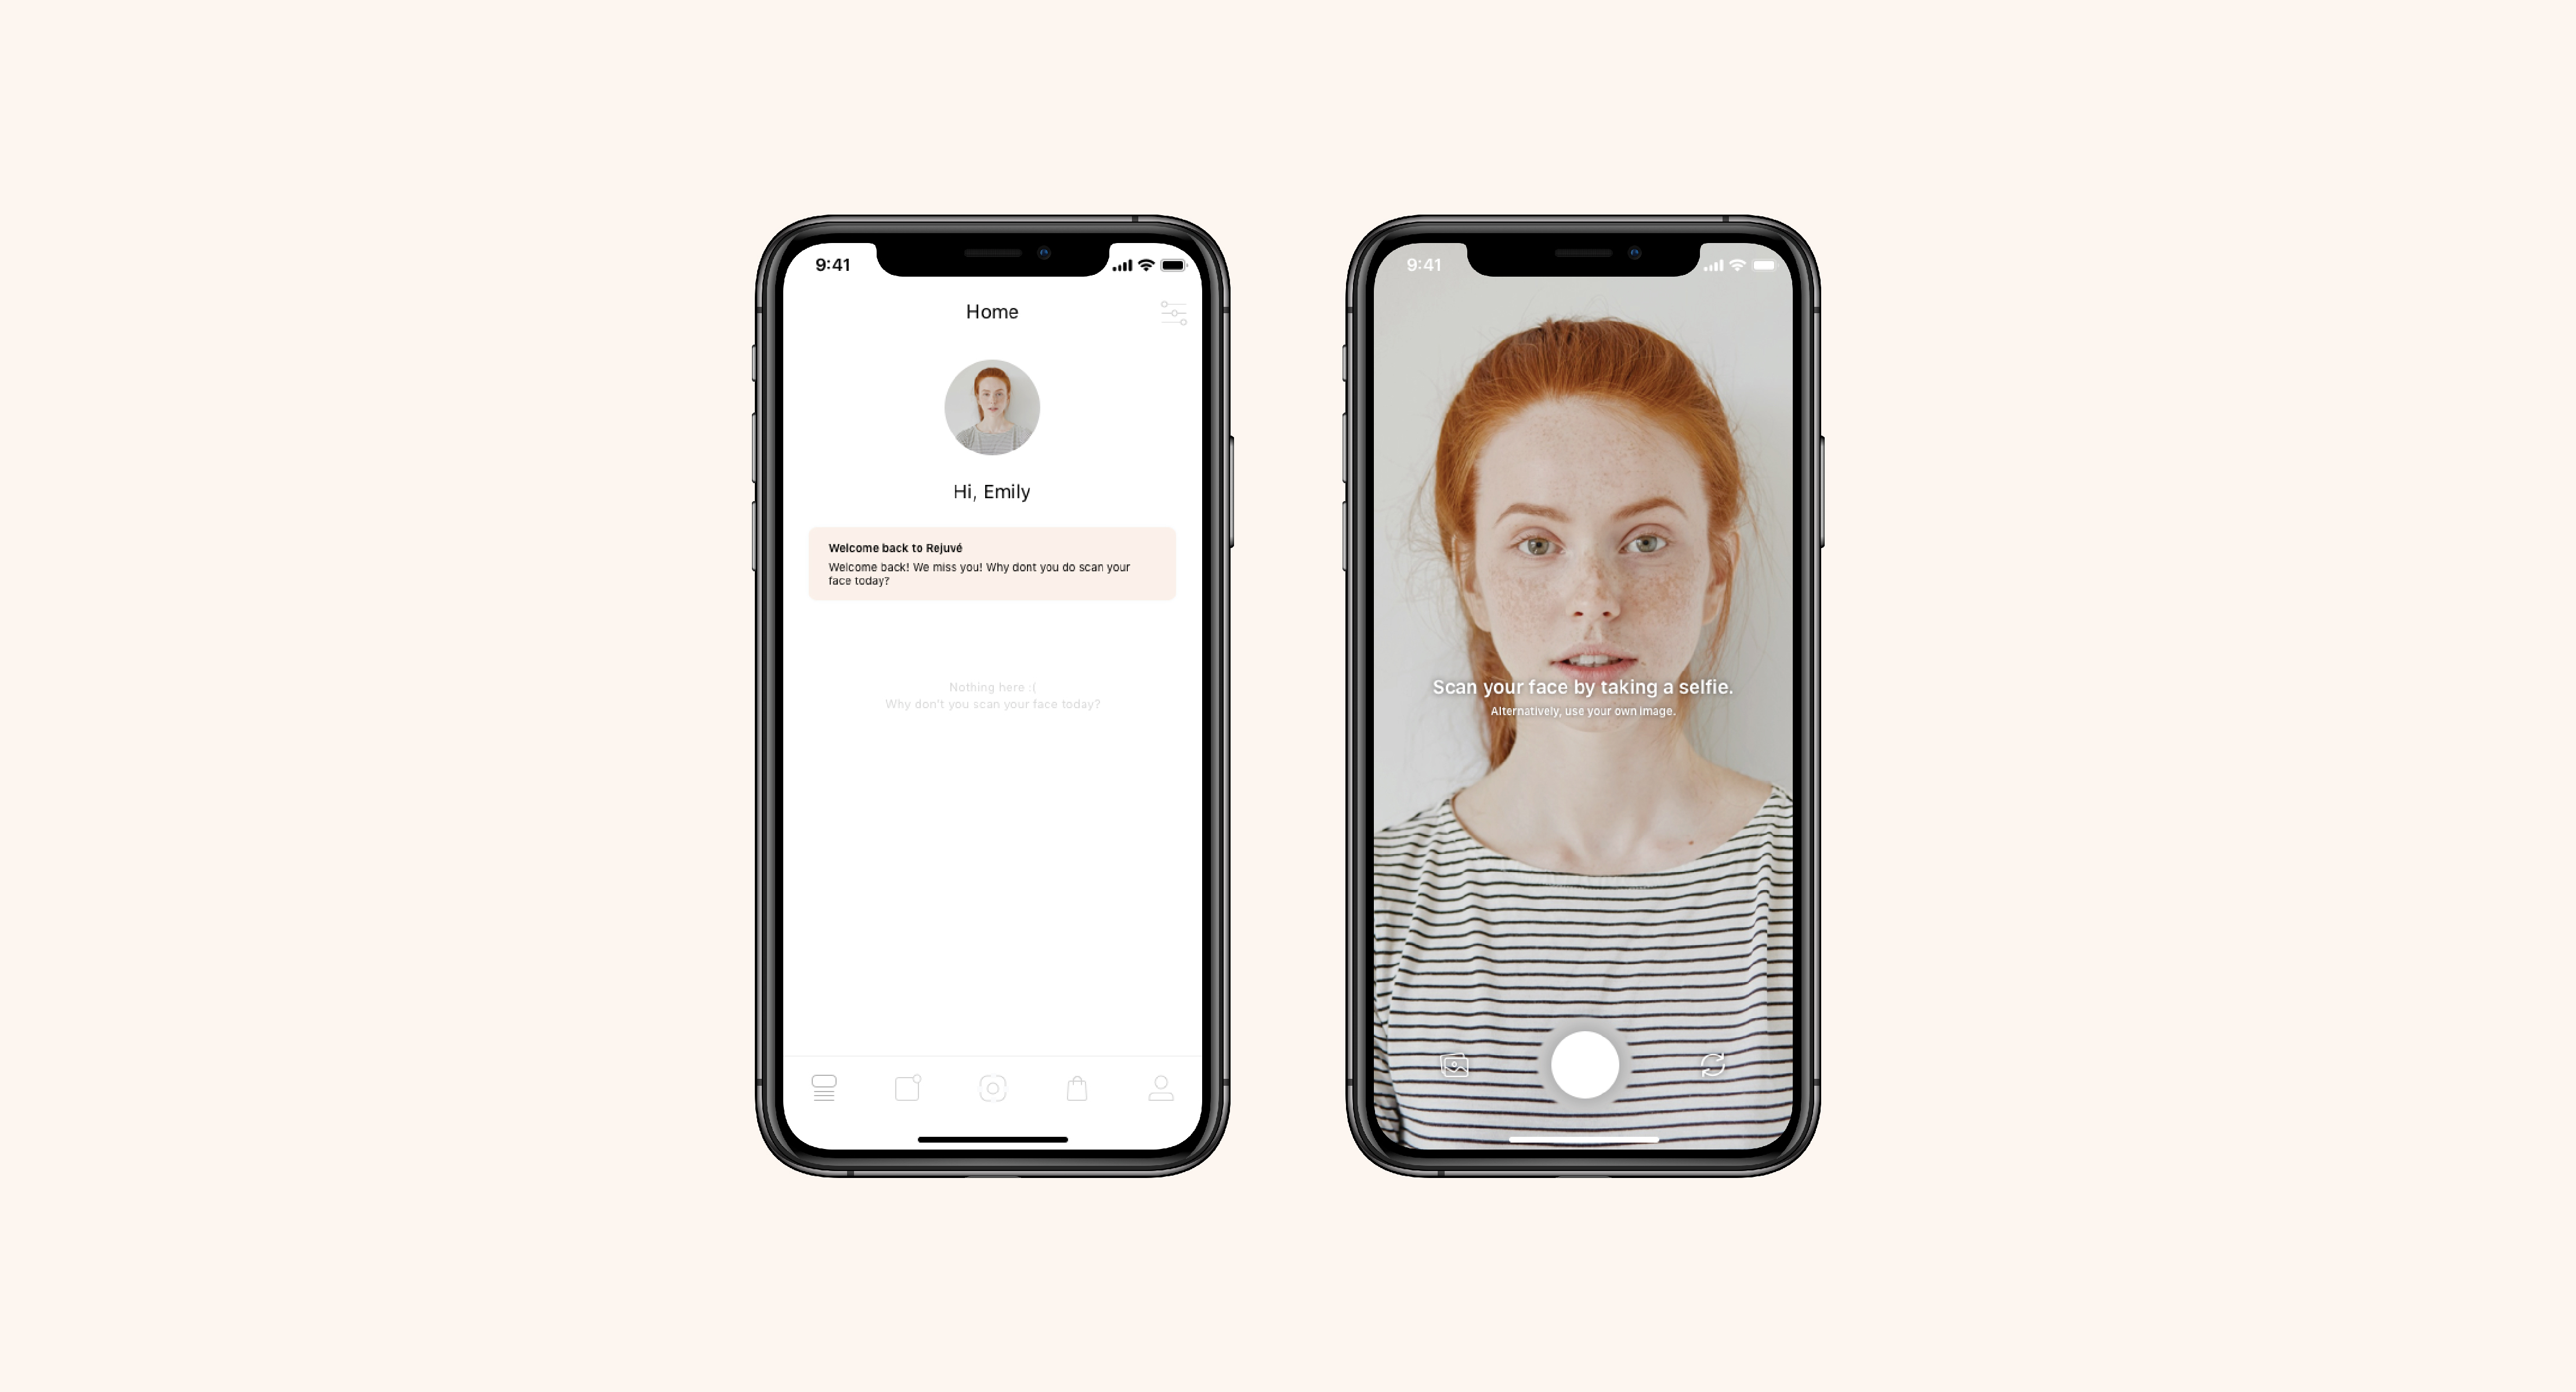 9:41
Home
Hi, Emily
Welcome back to Rejuvé
Welcome back! We miss you! Why dont you do scan your
face today?
Nothing here :(
Why don't you scan your face today?
9:41
Scan your face by taking a selfie.
Alternatively, use your own image.